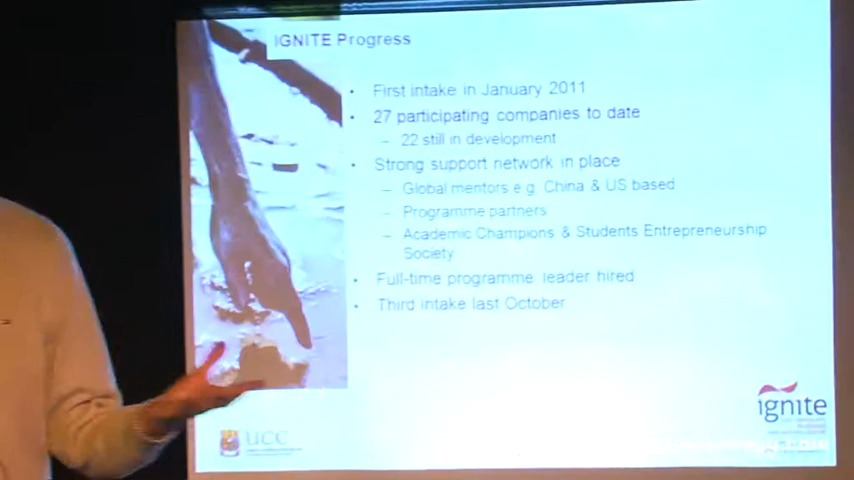 IGNITE Progress
• First intake in January 2011
• 27 participating companies to date
– 22 still in development
• Strong support network in place
– Global mentors e.g. China & US based
– Programme partners
– Academic Champions & Students Entrepreneurship
Society
• Full-time programme leader hired
• Third intake last October
ignite
UCC